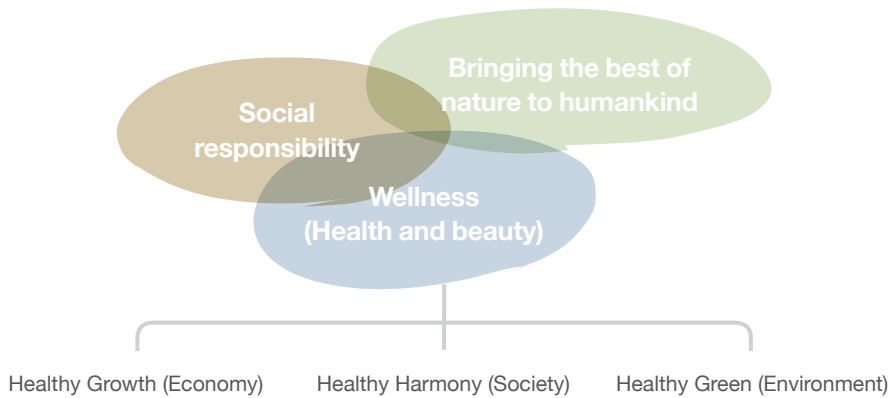 Bringing the best of
nature to humankind
Social
responsibility
Wellness
(Health and beauty)
Healthy Growth (Economy)
Healthy Harmony (Society)
Healthy Green (Environment)